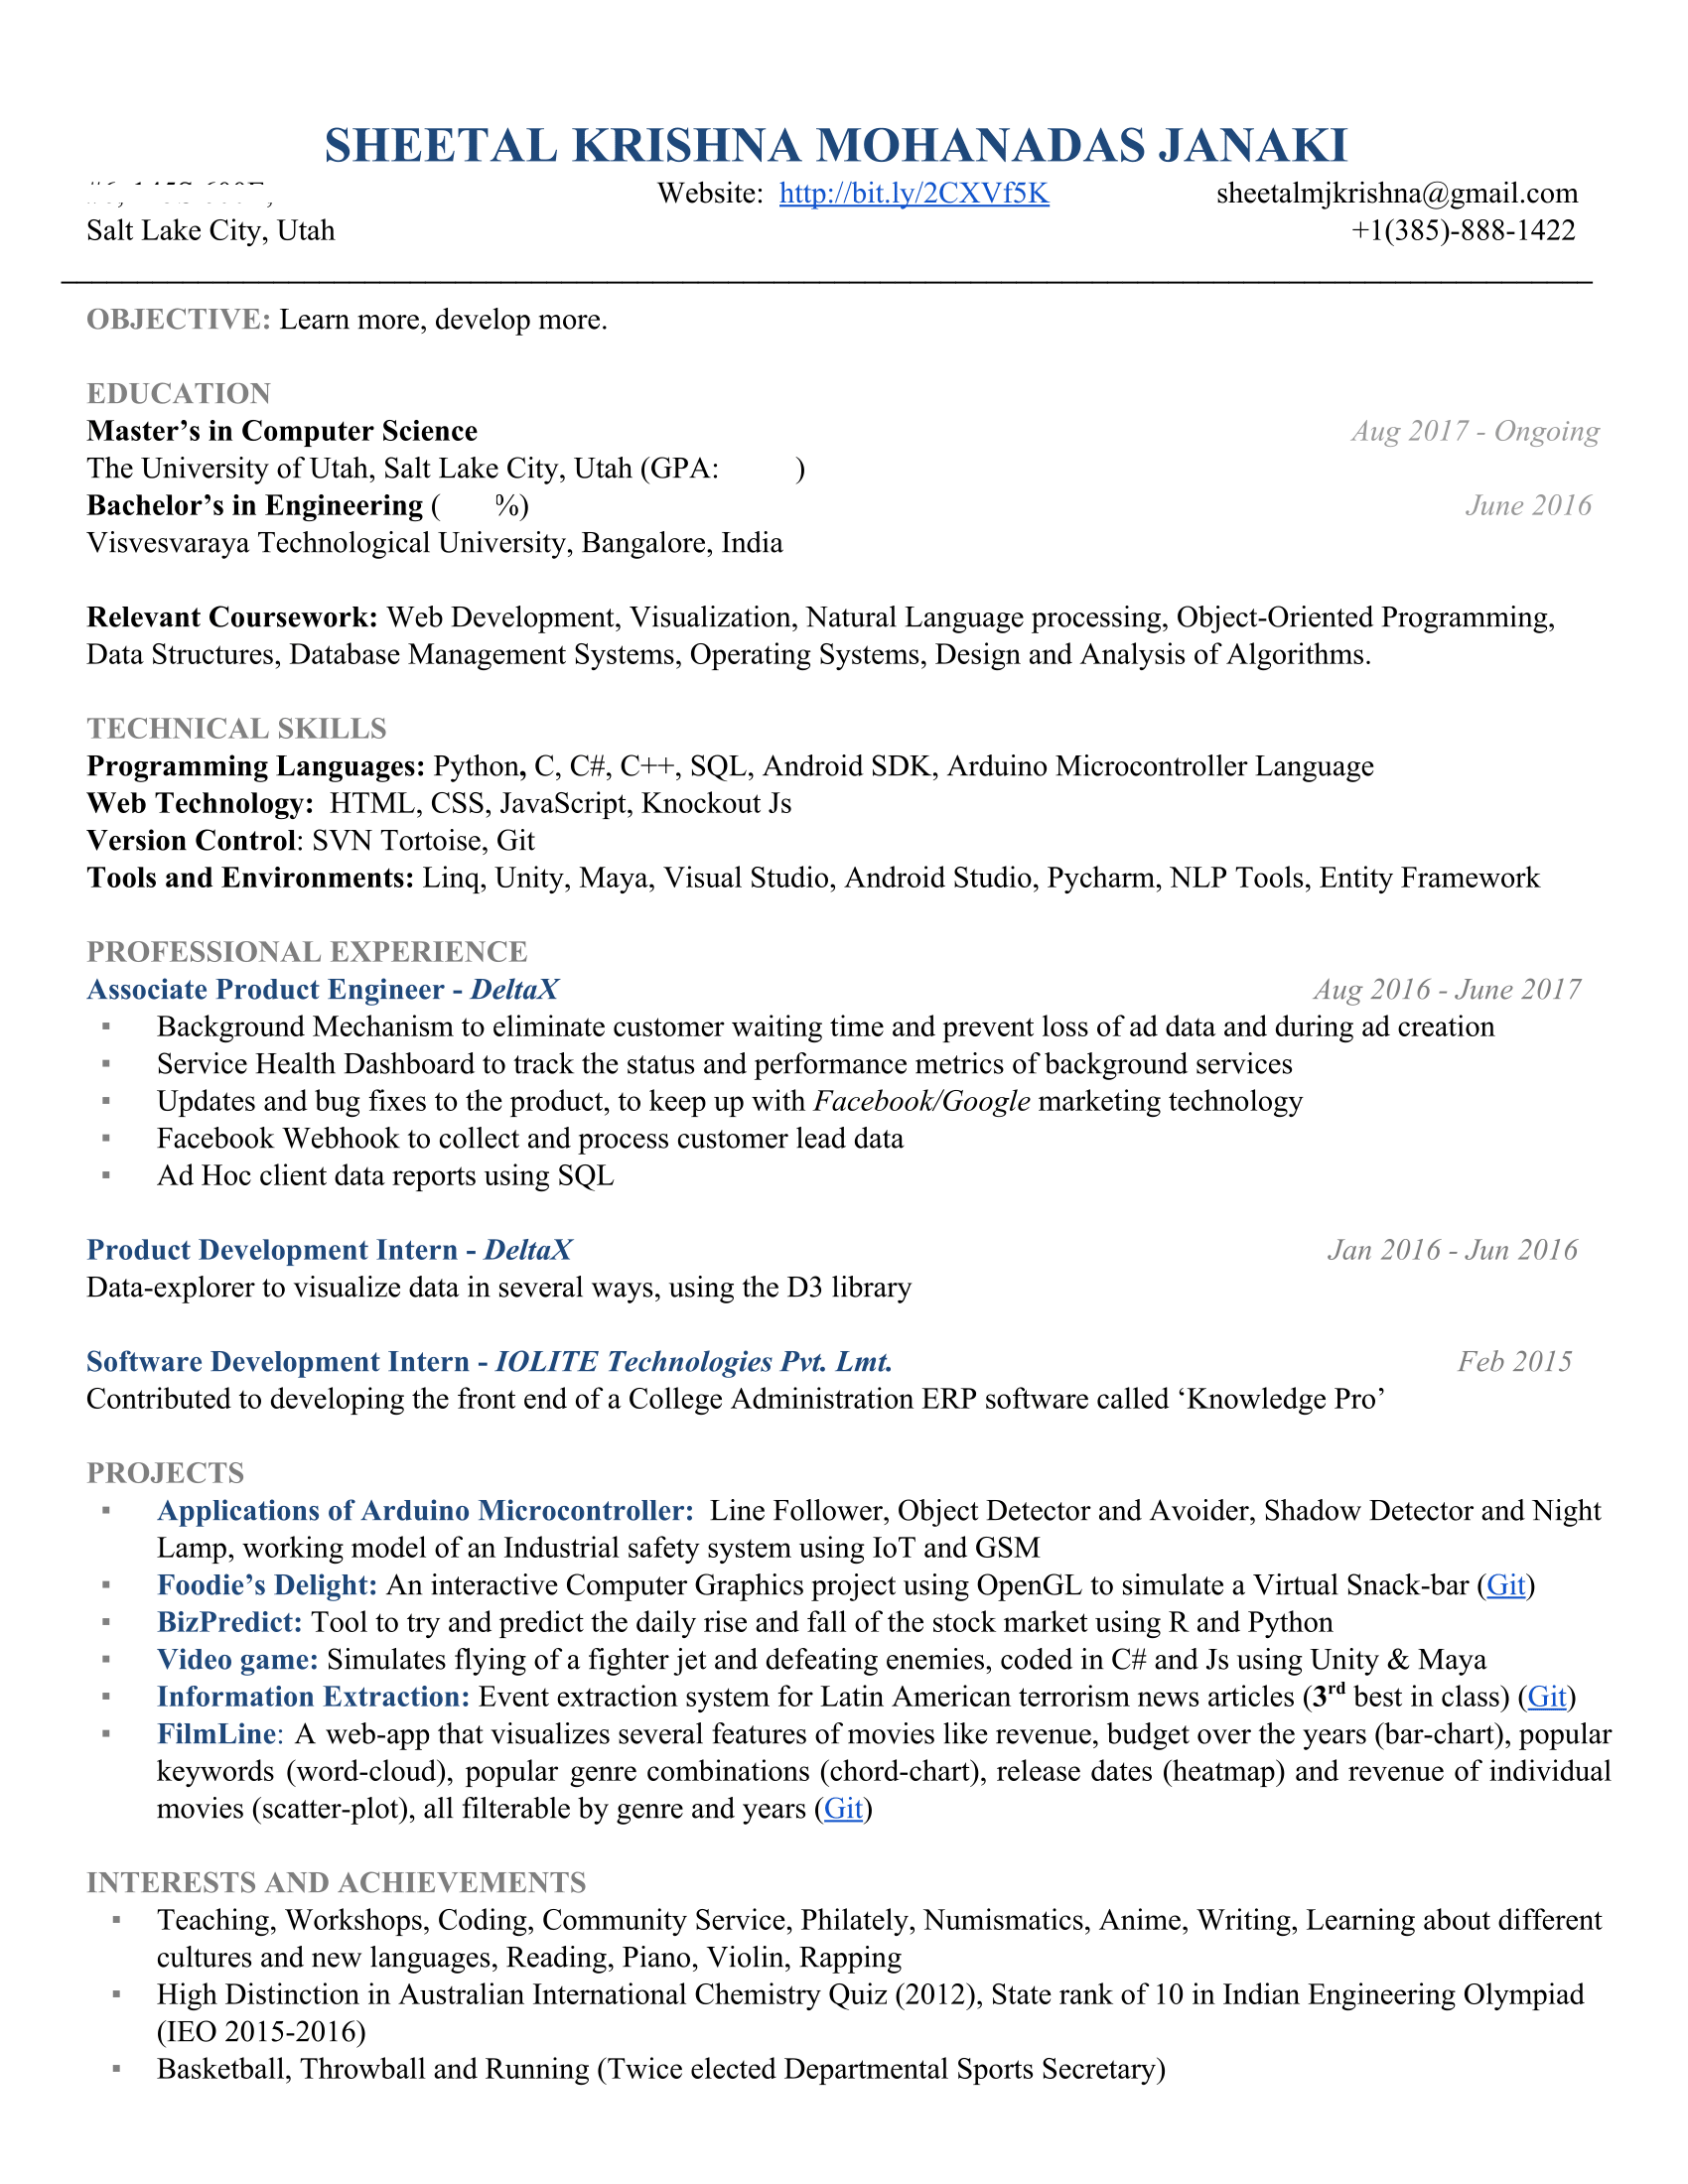 SHEETAL KRISHNA MOHANADAS JANAKI
Website: http://bit.ly/2CXVf5K sheetalmjkrishna@gmail.com
Salt Lake City, Utah +1(385)-888-1422
OBJECTIVE: Learn more, develop more.
EDUCATION
Master’s in Computer Science Aug 2017 - Ongoing
The University of Utah, Salt Lake City, Utah (GPA: )
Bachelor’s in Engineering ( %) June 2016
Visvesvaraya Technological University, Bangalore, India
Relevant Coursework: Web Development, Visualization, Natural Language processing, Object-Oriented Programming,
Data Structures, Database Management Systems, Operating Systems, Design and Analysis of Algorithms.
TECHNICAL SKILLS
Programming Languages: Python, C, C#, C++, SQL, Android SDK, Arduino Microcontroller Language
Web Technology: HTML, CSS, JavaScript, Knockout Js
Version Control: SVN Tortoise, Git
Tools and Environments: Linq, Unity, Maya, Visual Studio, Android Studio, Pycharm, NLP Tools, Entity Framework
PROFESSIONAL EXPERIENCE
Associate Product Engineer - DeltaX Aug 2016 - June 2017
▪ Background Mechanism to eliminate customer waiting time and prevent loss of ad data and during ad creation
▪ Service Health Dashboard to track the status and performance metrics of background services
▪ Updates and bug fixes to the product, to keep up with Facebook/Google marketing technology
▪ Facebook Webhook to collect and process customer lead data
▪ Ad Hoc client data reports using SQL
Product Development Intern - DeltaX Jan 2016 - Jun 2016
Data-explorer to visualize data in several ways, using the D3 library
Software Development Intern - IOLITE Technologies Pvt. Lmt. Feb 2015
Contributed to developing the front end of a College Administration ERP software called ‘Knowledge Pro’
PROJECTS
▪ Applications of Arduino Microcontroller: Line Follower, Object Detector and Avoider, Shadow Detector and Night
Lamp, working model of an Industrial safety system using IoT and GSM
▪ Foodie’s Delight: An interactive Computer Graphics project using OpenGL to simulate a Virtual Snack-bar (Git)
▪ BizPredict: Tool to try and predict the daily rise and fall of the stock market using R and Python
▪ Video game: Simulates flying of a fighter jet and defeating enemies, coded in C# and Js using Unity & Maya
▪ Information Extraction: Event extraction system for Latin American terrorism news articles (3rd best in class) (Git)
▪ FilmLine: A web-app that visualizes several features of movies like revenue, budget over the years (bar-chart), popular
keywords (word-cloud), popular genre combinations (chord-chart), release dates (heatmap) and revenue of individual
movies (scatter-plot), all filterable by genre and years (Git)
INTERESTS AND ACHIEVEMENTS
▪ Teaching, Workshops, Coding, Community Service, Philately, Numismatics, Anime, Writing, Learning about different
cultures and new languages, Reading, Piano, Violin, Rapping
▪ High Distinction in Australian International Chemistry Quiz (2012), State rank of 10 in Indian Engineering Olympiad
(IEO 2015-2016)
▪ Basketball, Throwball and Running (Twice elected Departmental Sports Secretary)